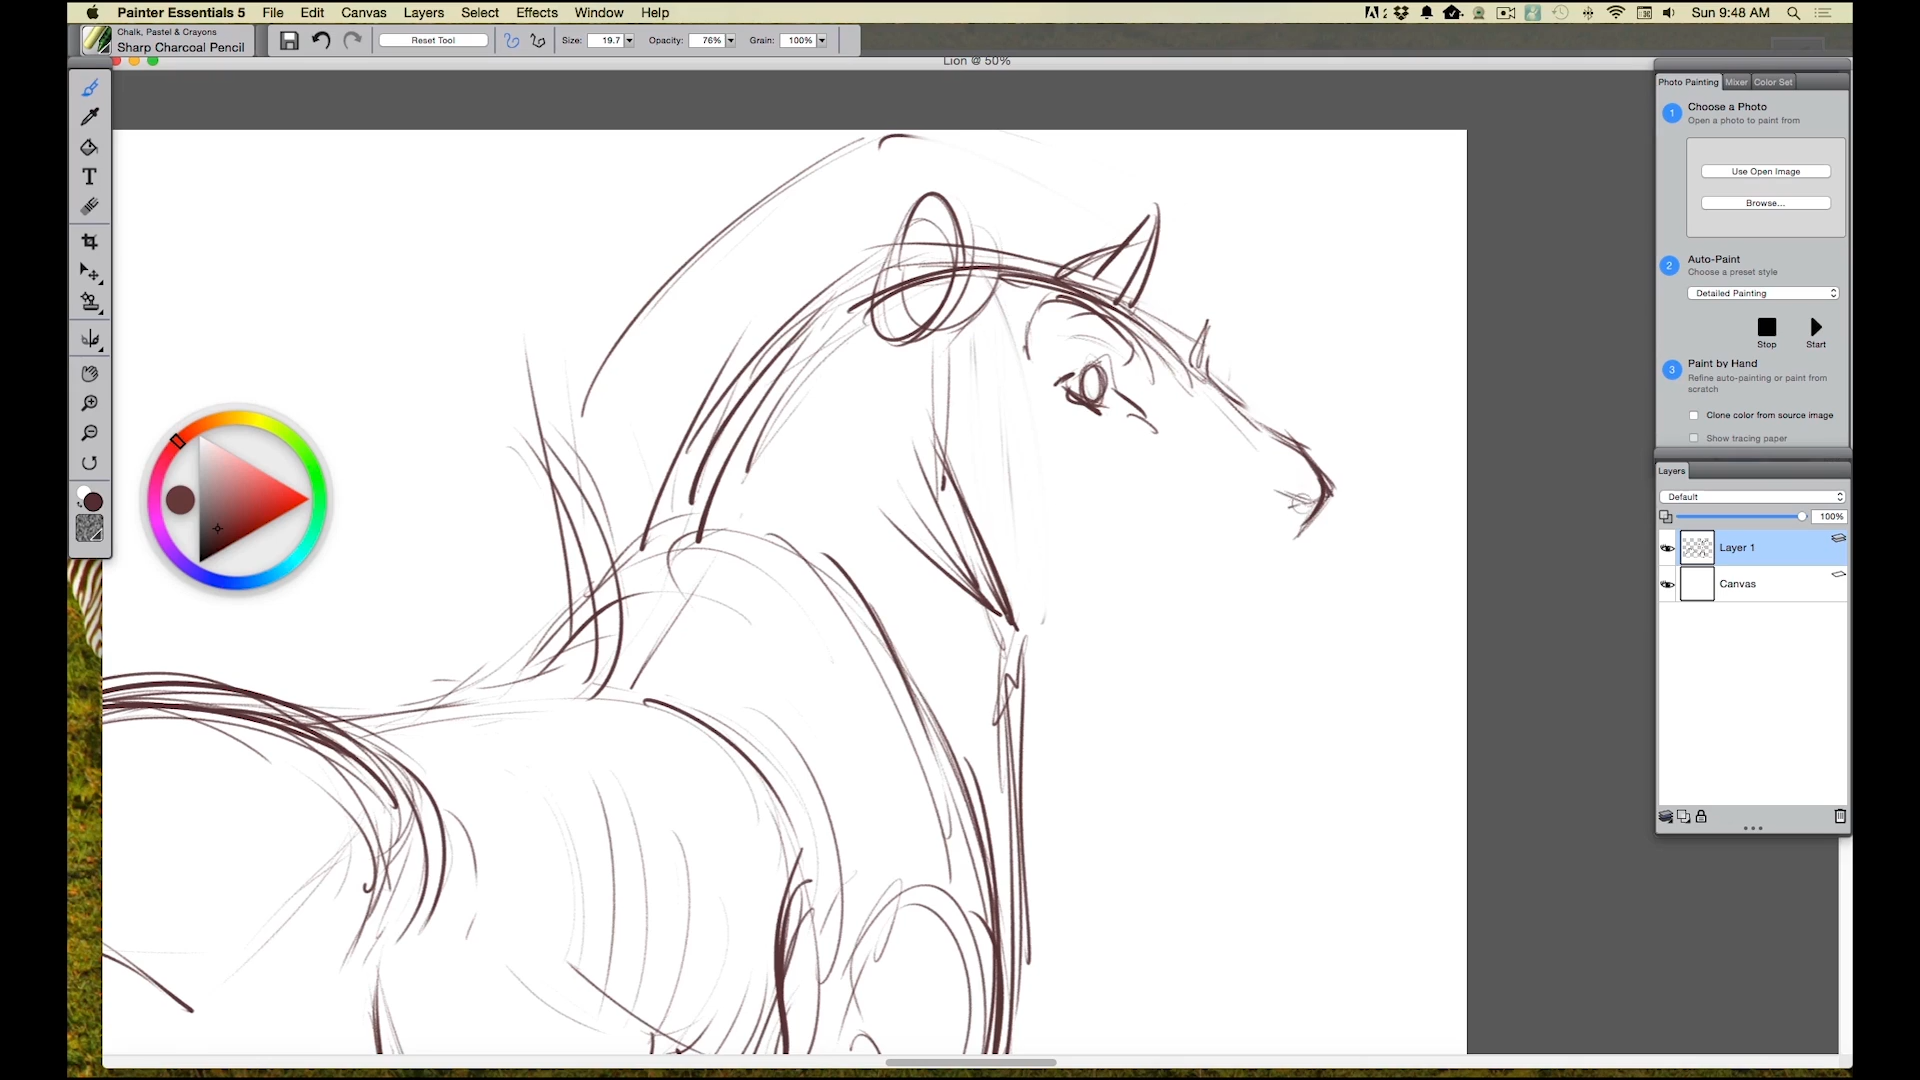 Painter Essentials 5 File Edit Canvas Layers Select Effects Window Help
Sun 9:48 AM
Chalk, Pastel & Crayons
Sharp Charcoal Pencil
Reset Tool
Size: 19.7
Opacity: 76%
Grain: 100%
Lion @ 50%
T
Photo Painting Mixer Color Set
1 Choose a Photo
Open a photo to paint from
Use Open Image
Browse...
2 Auto-Paint
Choose a preset style
Detailed Painting
Stop Start
3 Paint by Hand
Refine auto-painting or paint from
scratch
Clone color from source image
Show tracing paper
Layers
Default
100%
Layer 1
Canvas